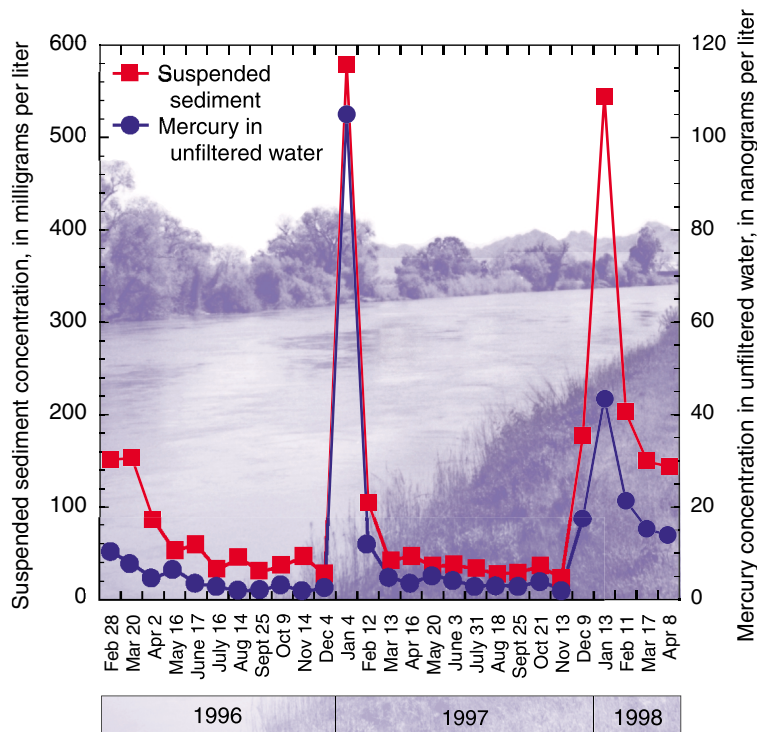 Suspended sediment concentration, in milligrams per liter
600
500
400
300
200
100
0
Suspended
sediment
Mercury in
unfiltered water
120
100
80
60
40
20
0
Mercury concentration in unfiltered water, in nanograms per liter
Feb 28
Mar 20
Apr 2
May 16
June 17
July 16
Aug 14
Sept 25
Oct 9
Nov 14
Dec 4
Jan 4
Feb 12
Mar 13
Apr 16
May 20
June 3
July 31
Aug 18
Sept 25
Oct 21
Nov 13
Dec 9
Jan 13
Feb 11
Mar 17
Apr 8
1996
1997
1998